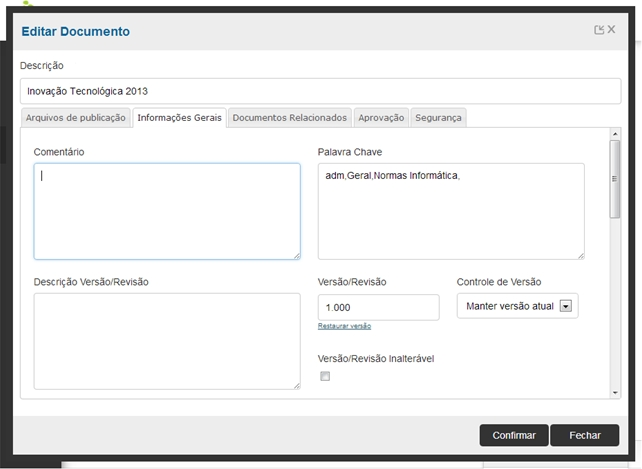 Editar Documento
Descrição
Inovação Tecnológica 2013
Arquivos de publicação Informações Gerais Documentos Relacionados Aprovação Segurança
Comentário Palavra Chave
adm,Geral,Normas Informática,
Descrição Versão/Revisão Versão/Revisão Controle de Versão
1.000 Manter versão atual
Restaurar versão
Versão/Revisão Inalterável
Confirmar Fechar